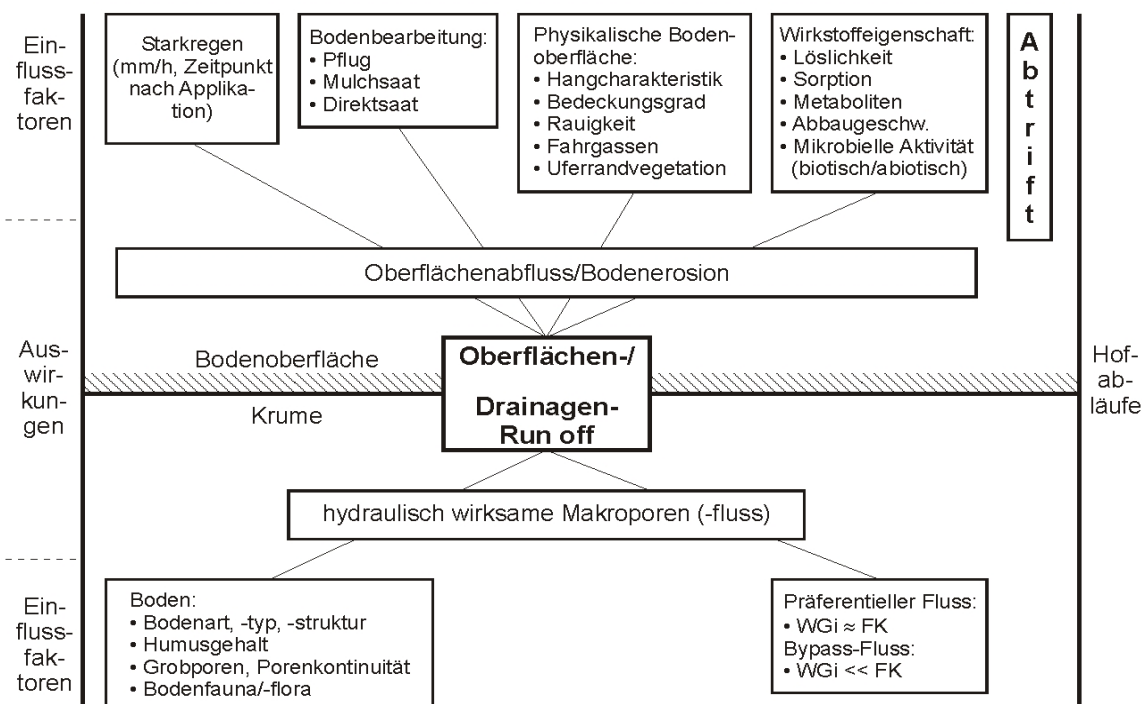 Ein-
fluss-
fak-
toren
Starkregen
(mm/h, Zeitpunkt
nach Applika-
tion)
Bodenbearbeitung:
• Pflug
• Mulchsaat
• Direktsaat
Physikalische Boden-
oberfläche:
• Hangcharakteristik
• Bedeckungsgrad
• Rauigkeit
• Fahrgassen
• Uferrandvegetation
Wirkstoffeigenschaft:
• Löslichkeit
• Sorption
• Metaboliten
• Abbaugeschw.
• Mikrobielle Aktivität
(biotisch/abiotisch)
A
b
t
r
i
f
t
Oberflächenabfluss/Bodenerosion
Aus-
wir-
kun-
gen
Bodenoberfläche
Krume
Oberflächen-/
Drainagen-
Run off
Hof-
ab-
läufe
hydraulisch wirksame Makroporen (-fluss)
Ein-
fluss-
fak-
toren
Boden:
• Bodenart, -typ, -struktur
• Humusgehalt
• Grobporen, Porenkontinuität
• Bodenfauna/-flora
Präferentieller Fluss:
• WGi ≈ FK
Bypass-Fluss:
• WGi << FK